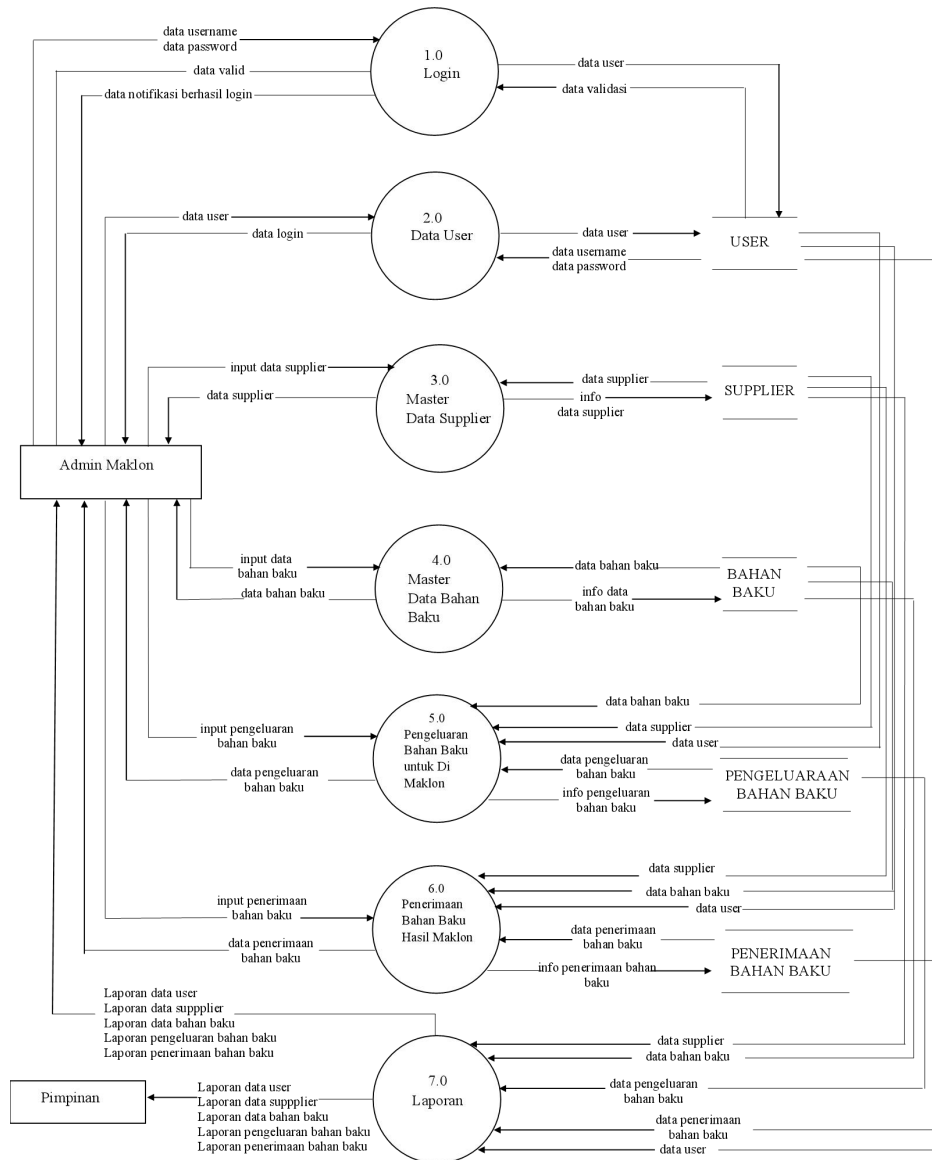 data username
data password
data valid
data notifikasi berhasil login
1.0
Login
data user
data validasi
data user
data login
2.0
Data User
data user
data username
data password
USER
input data supplier
data supplier
3.0
Master
Data Supplier
data supplier
info
data supplier
SUPPLIER
Admin Maklon
input data
bahan baku
data bahan baku
4.0
Master
Data Bahan
Baku
data bahan baku
info data
bahan baku
BAHAN
BAKU
input pengeluaran
bahan baku
data pengeluaran
bahan baku
5.0
Pengeluaran
Bahan Baku
untuk Di
Maklon
data bahan baku
data supplier
data user
data pengeluaran
bahan baku
info pengeluaran
bahan baku
PENGELUARAAN
BAHAN BAKU
input penerimaan
bahan baku
data penerimaan
bahan baku
6.0
Penerimaan
Bahan Baku
Hasil Maklon
data supplier
data bahan baku
data user
data penerimaan
bahan baku
info penerimaan bahan
baku
PENERIMAAN
BAHAN BAKU
Laporan data user
Laporan data suppplier
Laporan data bahan baku
Laporan pengeluaran bahan baku
Laporan penerimaan bahan baku
Pimpinan
Laporan data user
Laporan data suppplier
Laporan data bahan baku
Laporan pengeluaran bahan baku
Laporan penerimaan bahan baku
7.0
Laporan
data supplier
data bahan baku
data pengeluaran
bahan baku
data penerimaan
bahan baku
data user